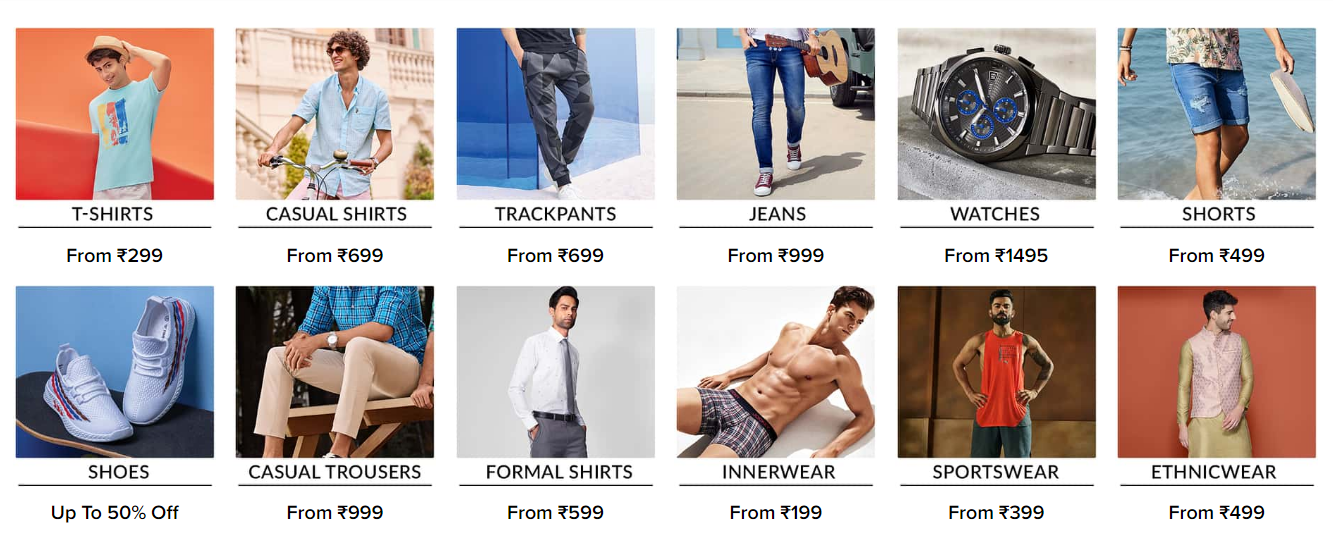 T-SHIRTS
CASUAL SHIRTS
TRACKPANTS
JEANS
WATCHES
SHORTS
From ₹299
From ₹699
From ₹699
From ₹999
From ₹1495
From ₹499
SHOES
CASUAL TROUSERS
FORMAL SHIRTS
INNERWEAR
SPORTSWEAR
ETHNICWEAR
Up To 50% Off
From ₹999
From ₹599
From ₹199
From ₹399
From ₹499